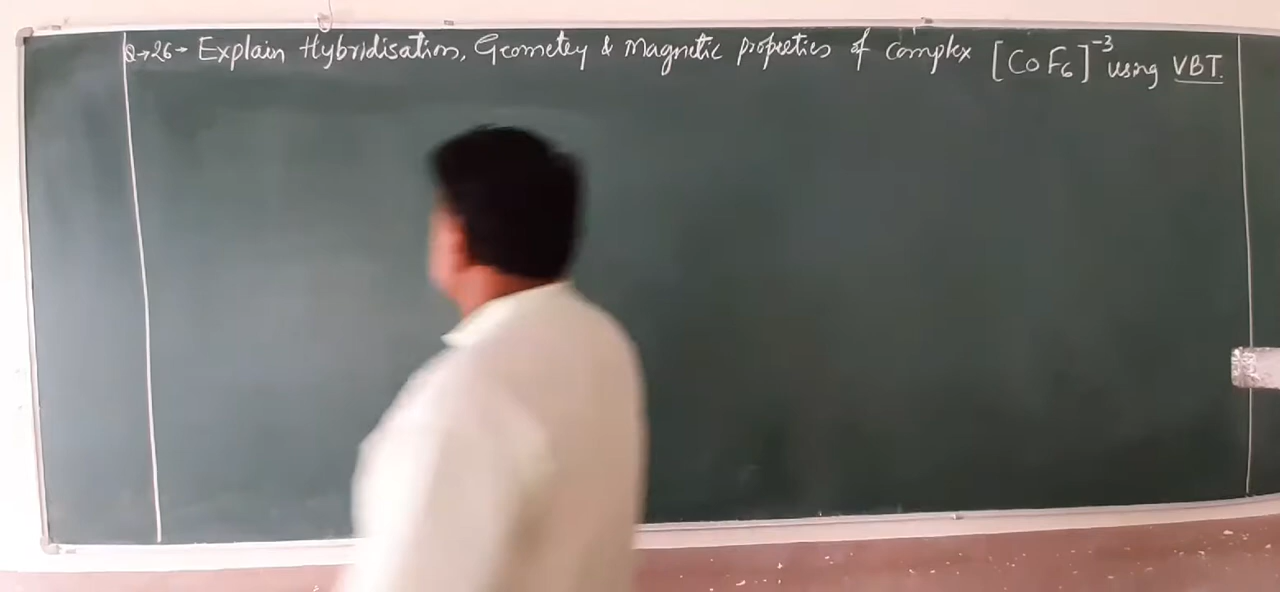 Q→26→ Explain Hybridisation, Geometry & Magnetic properties of complex [CoF6]⁻³ using VBT.